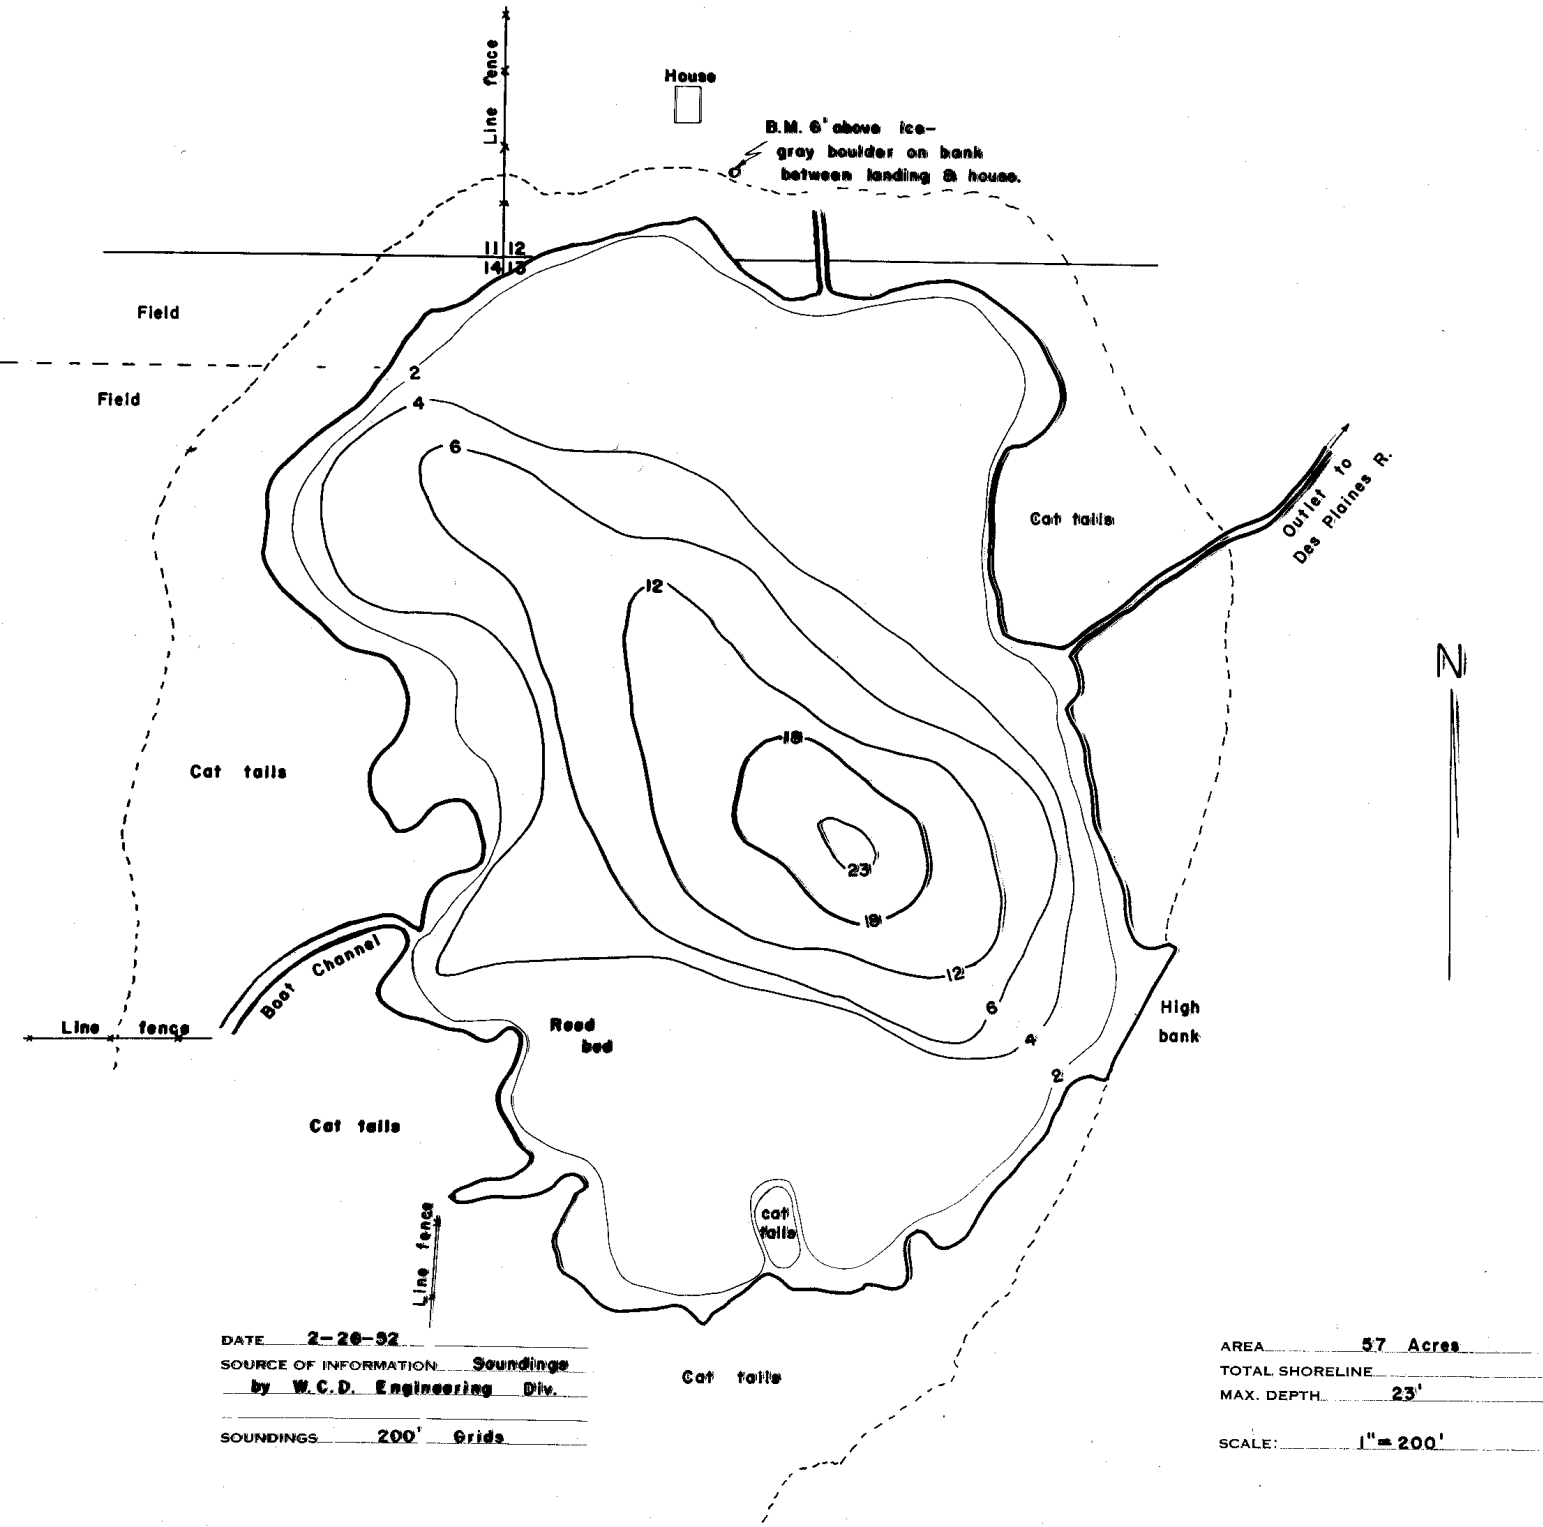 Line fence
House
B.M. 6' above ice-
gray boulder on bank
between landing & house.
11 12
14 13
Field
Field
2
4
6
12
Cat tails
Outlet to
Des Plaines R.
N
18
Cat tails
23
18
Boat Channel
12
6
High
bank
Line fence
Reed
bed
4
2
Cat tails
Line fence
cat
tails
Cat tails
DATE 2-26-52
SOURCE OF INFORMATION Soundings
by W.C.D. Engineering Div.
SOUNDINGS 200' Grids
AREA 57 Acres
TOTAL SHORELINE
MAX. DEPTH 23'
SCALE: 1"=200'